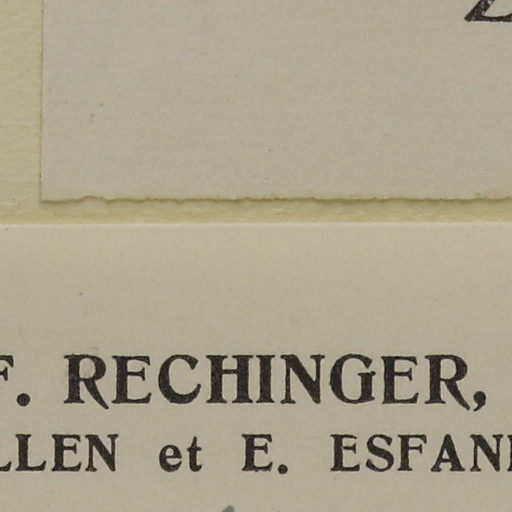 F. RECHINGER,
LLEN et E. ESFAN